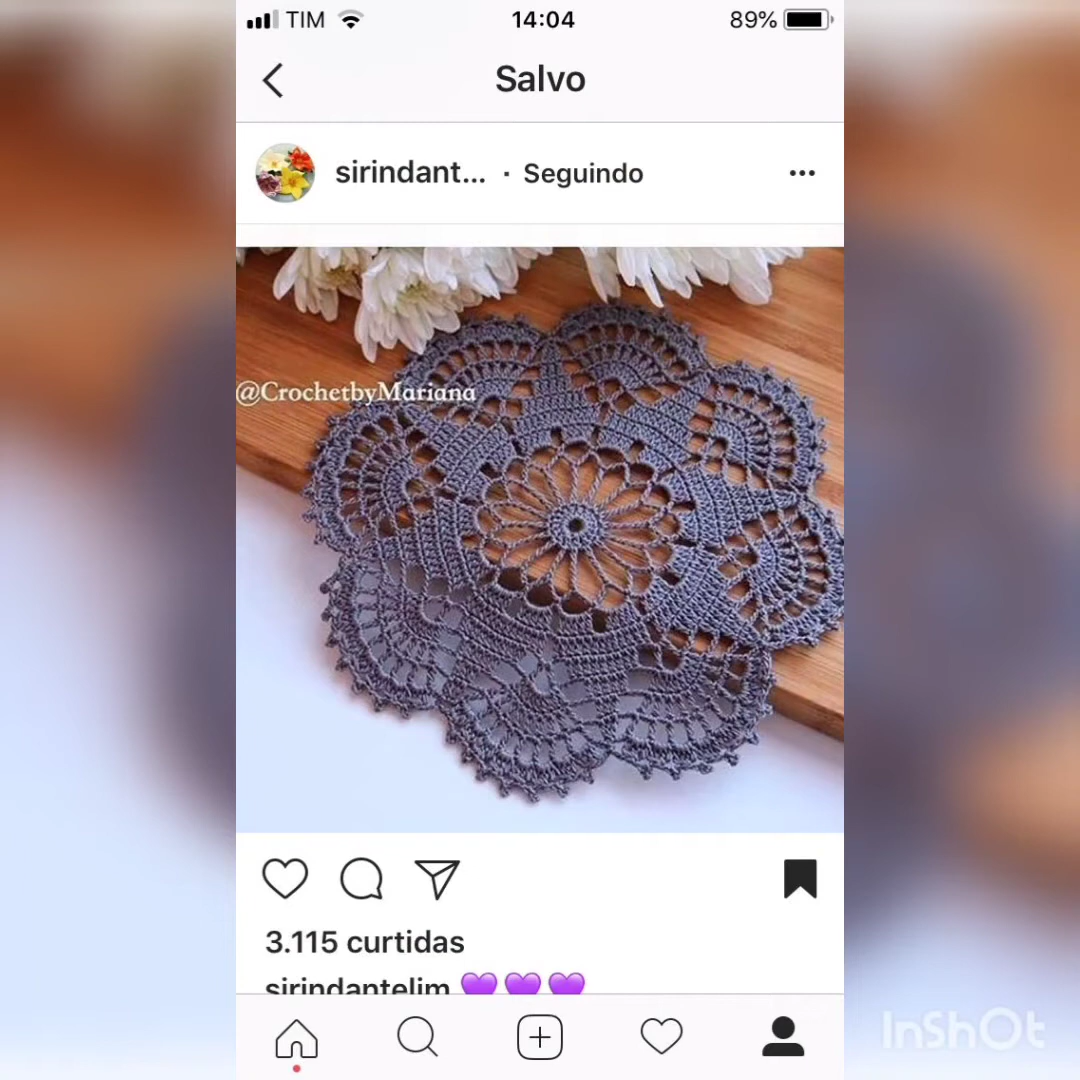 TIM 14:04 89%
Salvo
sirindant... · Seguindo
@CrochetbyMariana
3.115 curtidas
sirindantelim 💜💜💜
InShOt